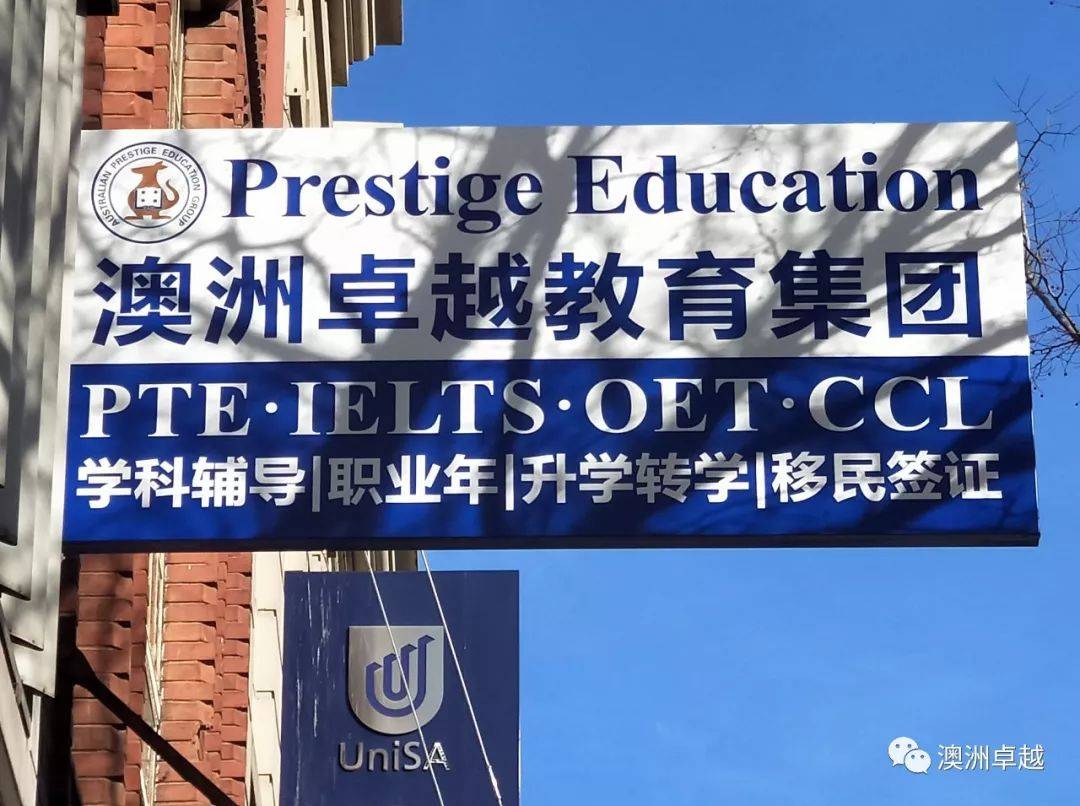 AUSTRALIAN PRESTIGE EDUCATION GROUP
Prestige Education
澳洲卓越教育集团
PTE·IELTS·OET·CCL
学科辅导|职业年|升学转学|移民签证
UniSA
澳洲卓越